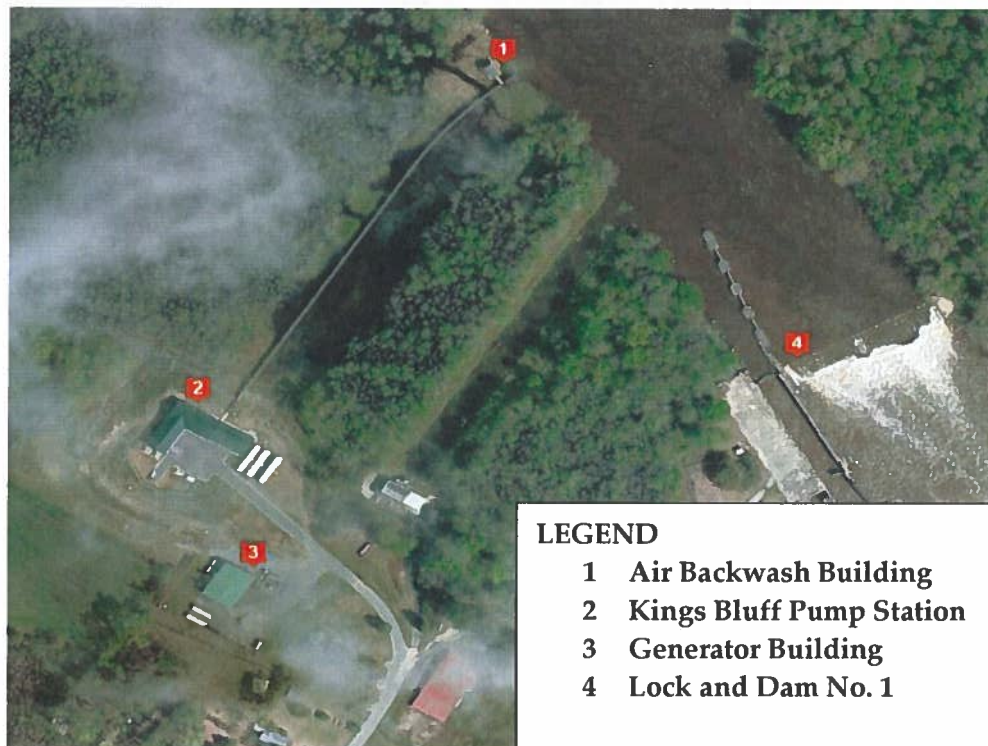 1
4
2
3
LEGEND
1 Air Backwash Building
2 Kings Bluff Pump Station
3 Generator Building
4 Lock and Dam No. 1